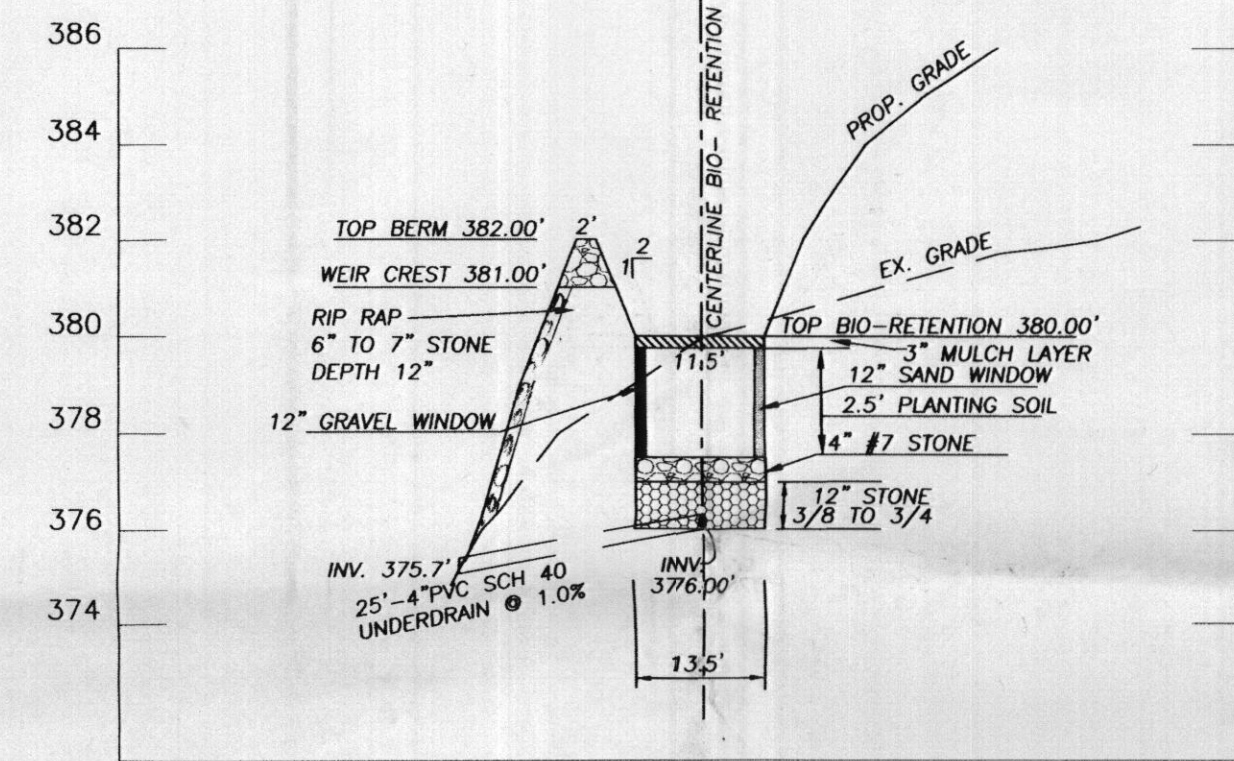 386
384
382
380
378
376
374
CENTERLINE BIO- RETENTION
PROP. GRADE
EX. GRADE
TOP BERM 382.00'
2'
2
1
WEIR CREST 381.00'
RIP RAP
6" TO 7" STONE
DEPTH 12"
12" GRAVEL WINDOW
11.5'
TOP BIO-RETENTION 380.00'
3" MULCH LAYER
12" SAND WINDOW
2.5' PLANTING SOIL
4" #7 STONE
12" STONE
3/8 TO 3/4
INV. 375.7'
25'-4"PVC SCH 40
UNDERDRAIN @ 1.0%
INV.
376.00'
13.5'